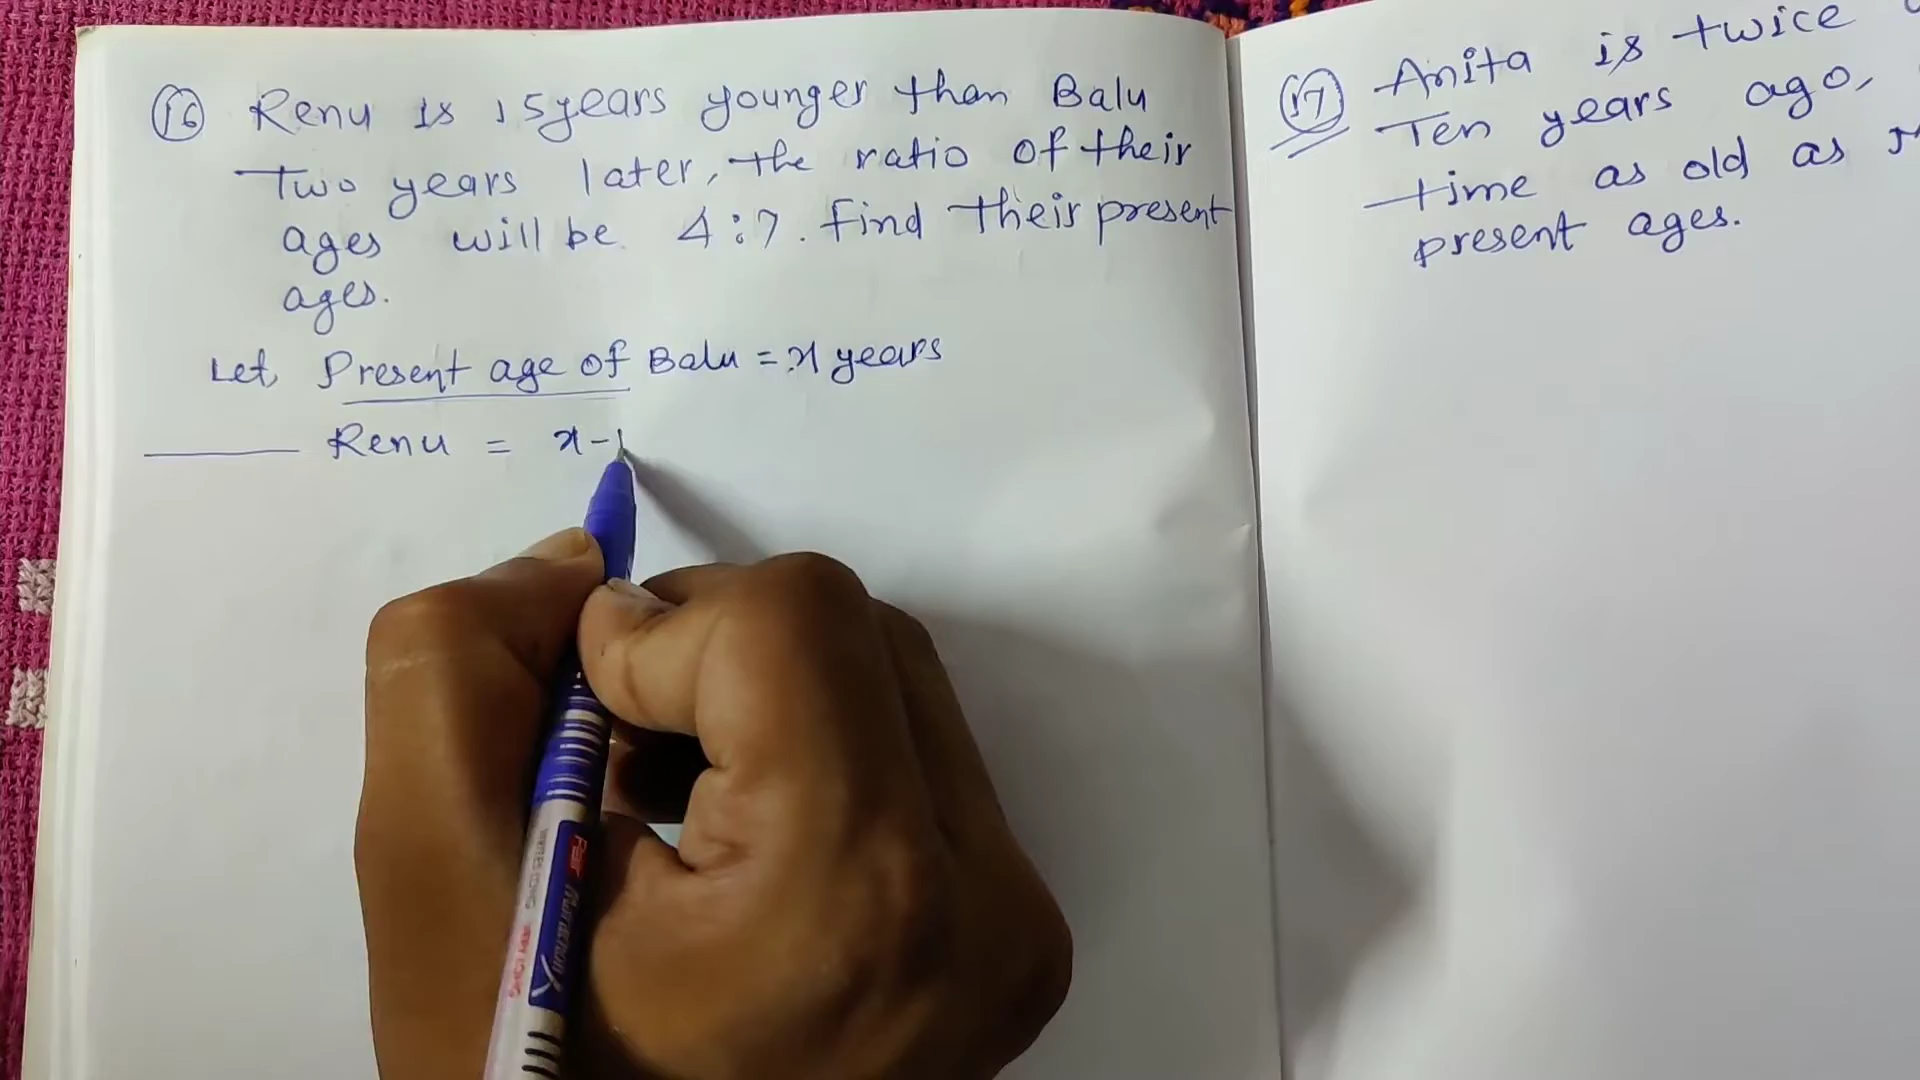 16 Renu is 15 years younger than Balu
Two years later, the ratio of their
ages will be 4:7. Find their present
ages.
Let, Present age of Balu = x years
Renu = x-1
17 Anita is twice
Ten years ago,
time as old as
present ages.